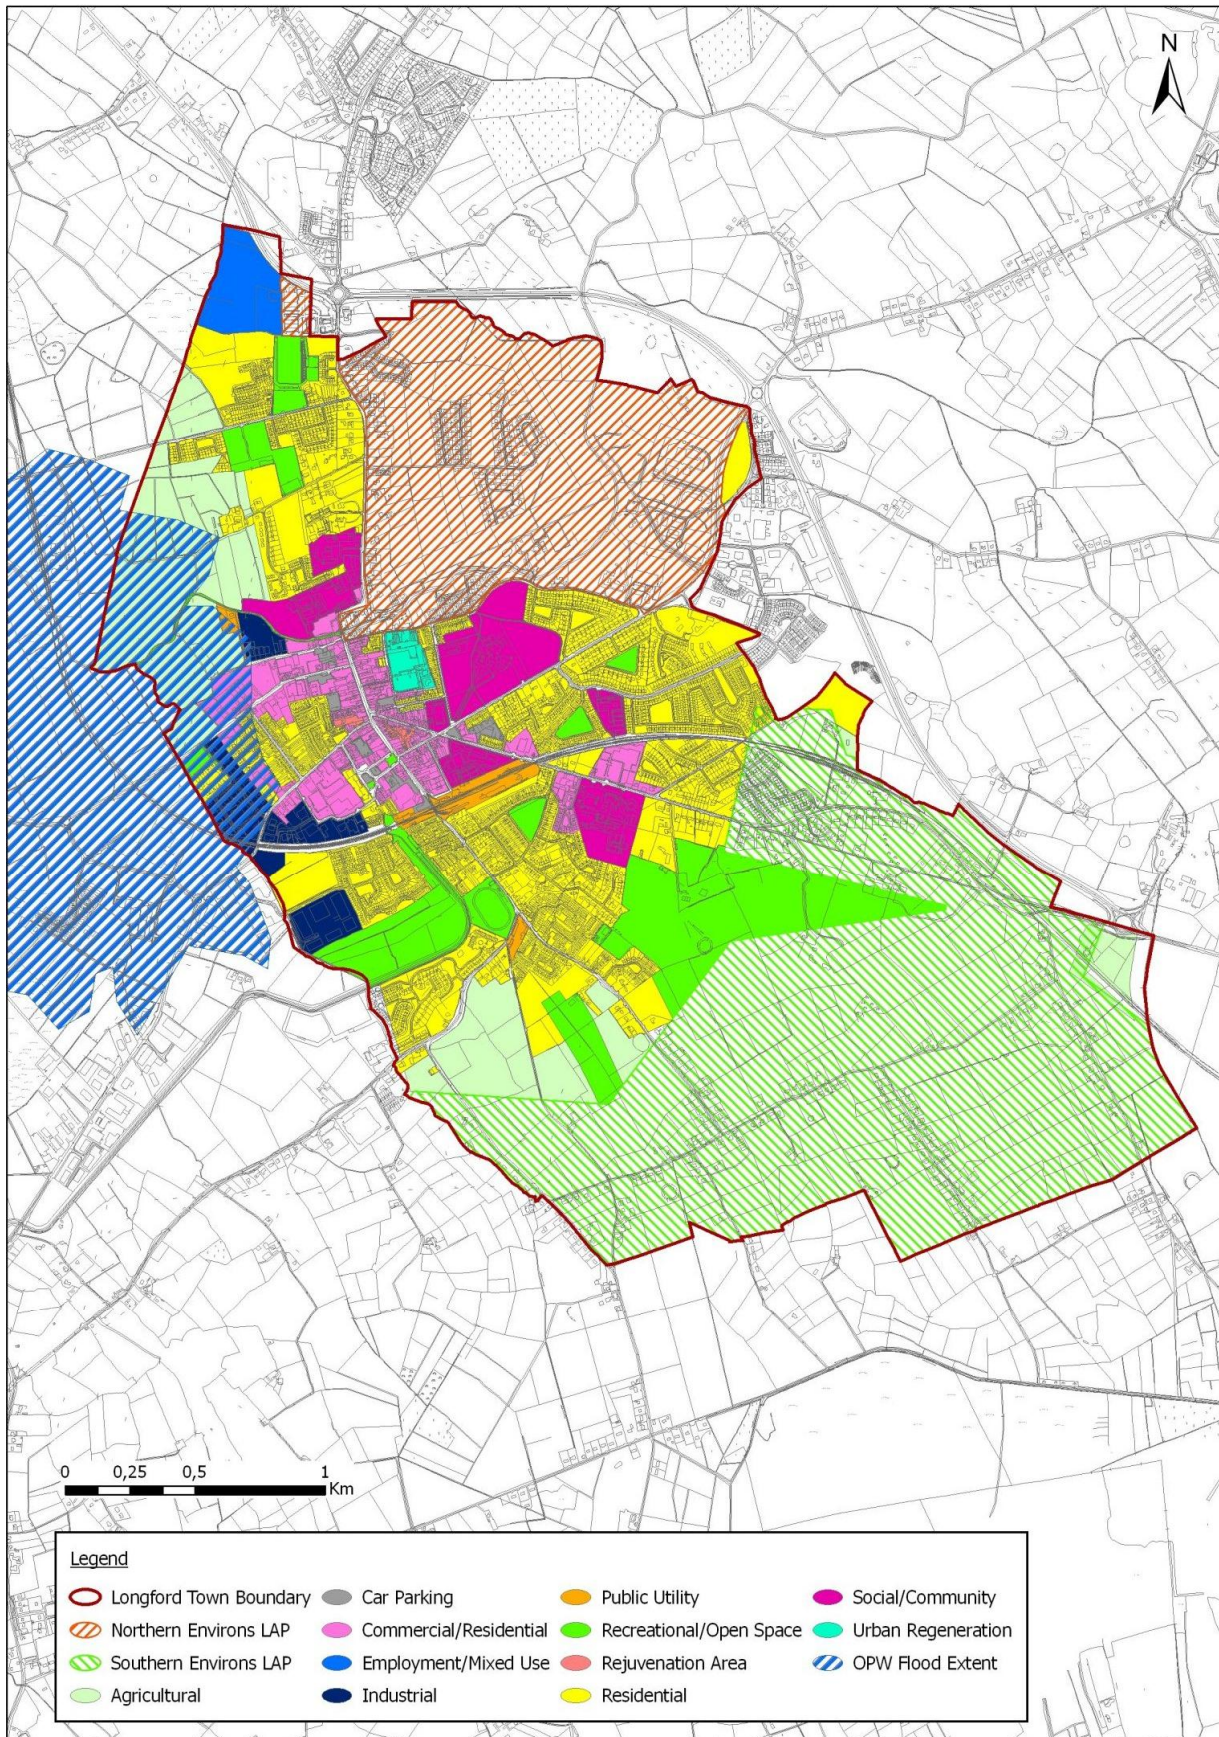 N
0 0,25 0,5 1
Km
Legend
Longford Town Boundary Car Parking Public Utility Social/Community
Northern Environs LAP Commercial/Residential Recreational/Open Space Urban Regeneration
Southern Environs LAP Employment/Mixed Use Rejuvenation Area OPW Flood Extent
Agricultural Industrial Residential